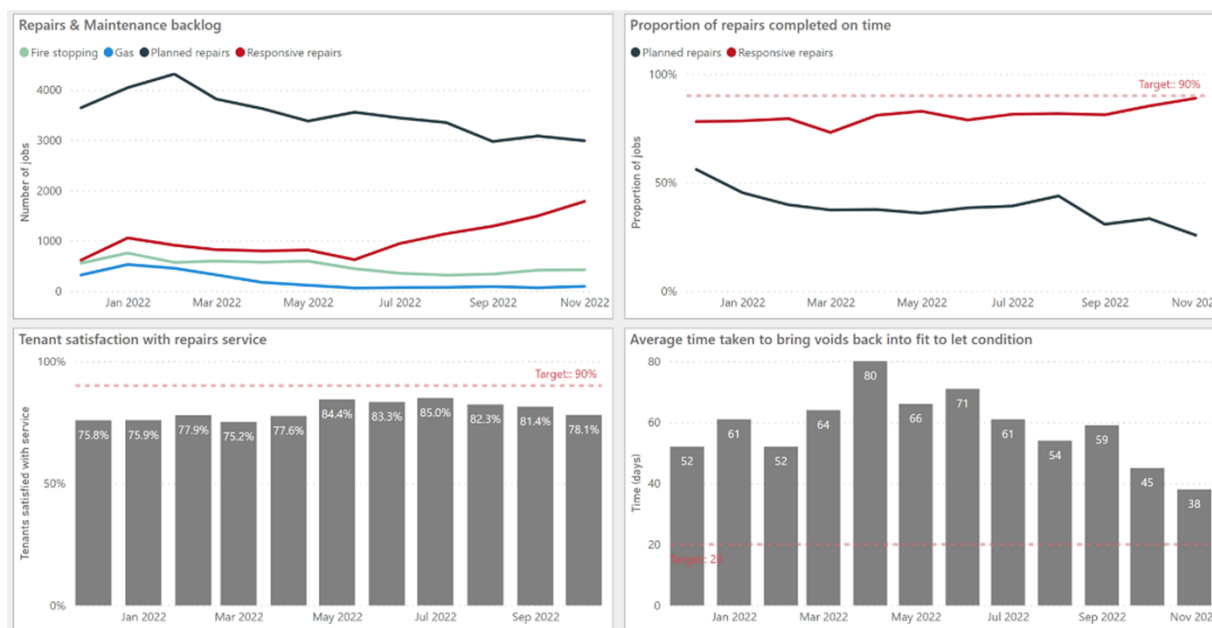 Repairs & Maintenance backlog
Fire stopping Gas Planned repairs Responsive repairs
Number of jobs
4000
3000
2000
1000
0
Jan 2022 Mar 2022 May 2022 Jul 2022 Sep 2022 Nov 2022
Proportion of repairs completed on time
Planned repairs Responsive repairs
Proportion of jobs
100%
Target:: 90%
50%
0%
Jan 2022 Mar 2022 May 2022 Jul 2022 Sep 2022 Nov 2022
Tenant satisfaction with repairs service
Tenants satisfied with service
100%
Target:: 90%
75.8% 75.9% 77.9% 75.2% 77.6% 84.4% 83.3% 85.0% 82.3% 81.4% 78.1%
50%
0%
Jan 2022 Mar 2022 May 2022 Jul 2022 Sep 2022
Average time taken to bring voids back into fit to let condition
Time (days)
80
60
40
20
0
52 61 52 64 80 66 71 61 54 59 45 38
Target:: 20
Jan 2022 Mar 2022 May 2022 Jul 2022 Sep 2022 Nov 2022